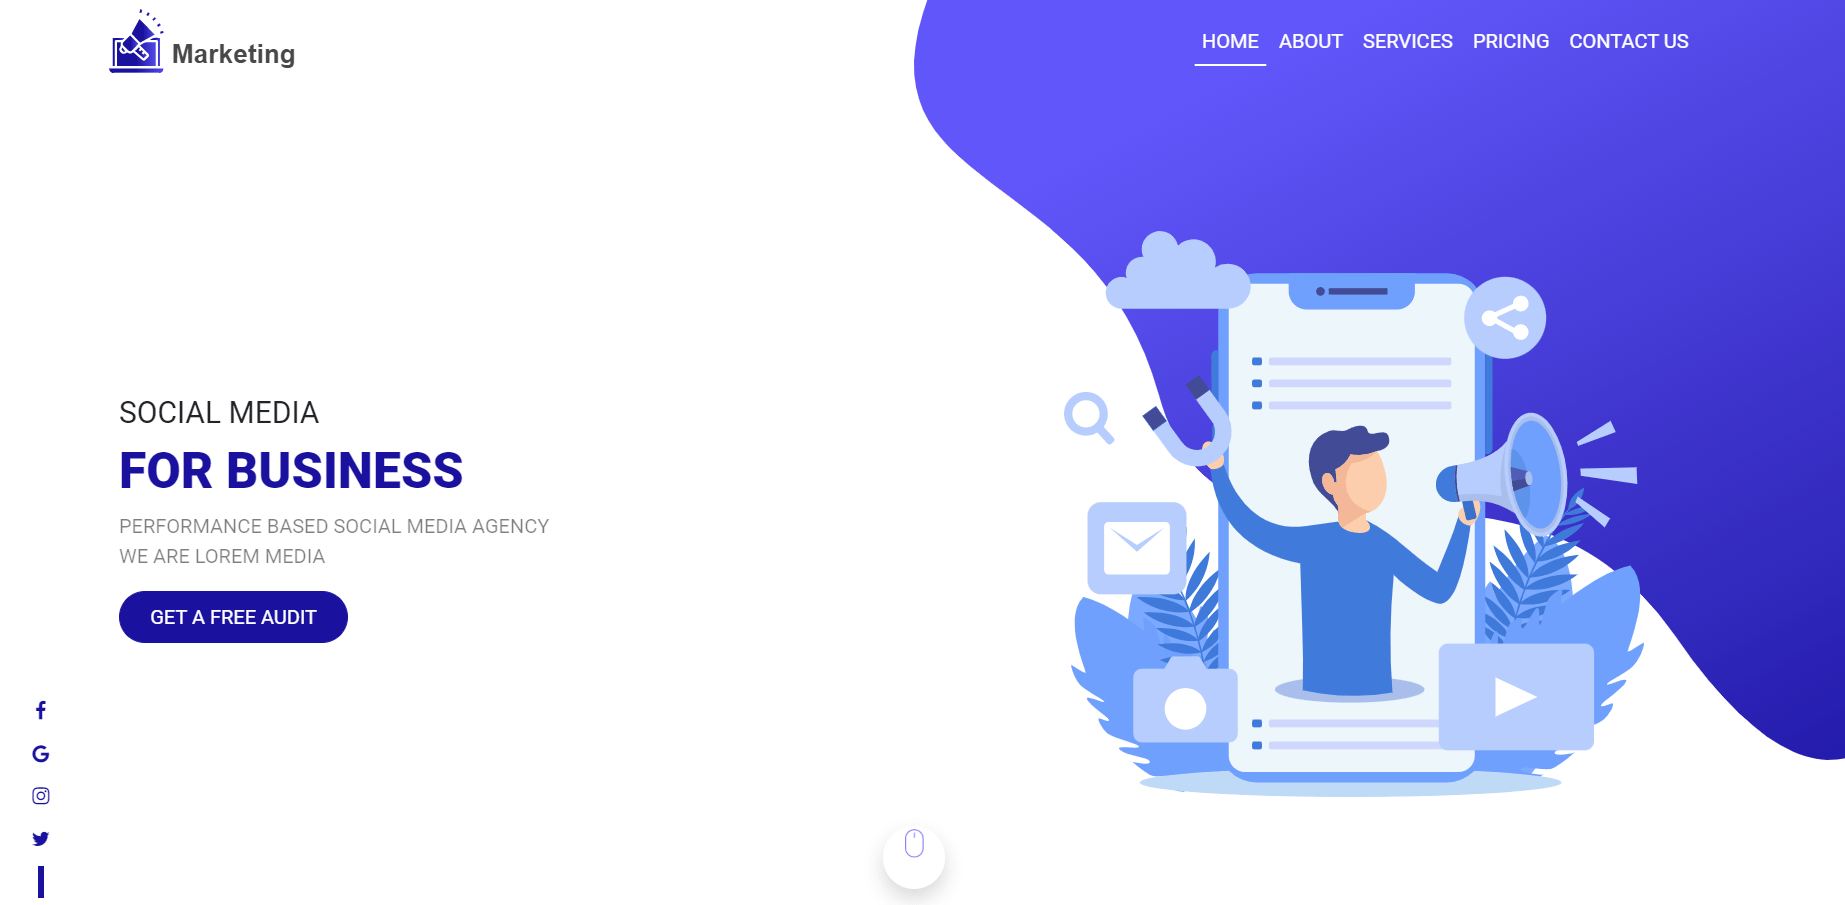 Marketing
HOME ABOUT SERVICES PRICING CONTACT US
SOCIAL MEDIA
FOR BUSINESS
PERFORMANCE BASED SOCIAL MEDIA AGENCY
WE ARE LOREM MEDIA
GET A FREE AUDIT